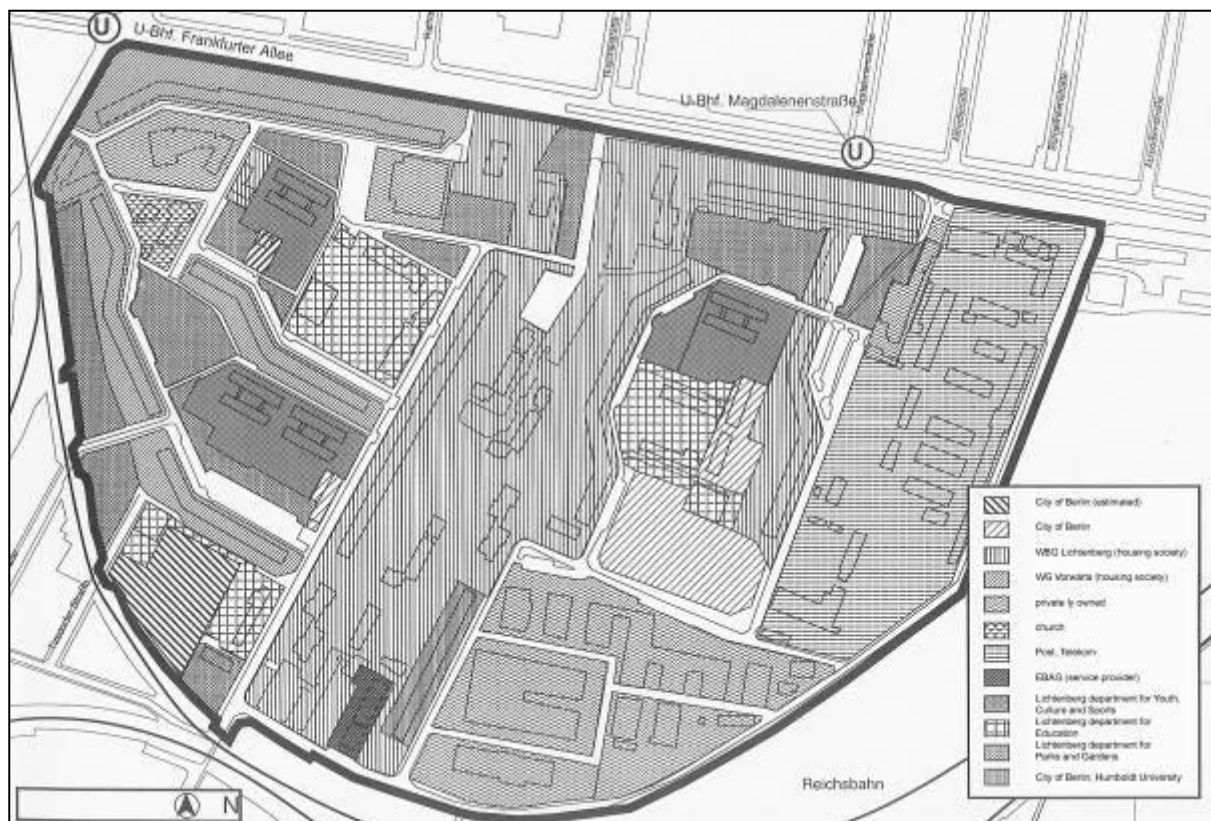 U
U-Bhf. Frankfurter Allee
U-Bhf. Magdalenenstraße
U
City of Berlin (estimated)
City of Berlin
WBG Lichtenberg (housing society)
WG Vorwärts (housing society)
private ly owned
church
Post, Telekom
EBAG (service provider)
Lichtenberg department for Youth,
Culture and Sports
Lichtenberg department for
Education
Lichtenberg department for
Parks and Gardens
City of Berlin, Humboldt University
Reichsbahn
N